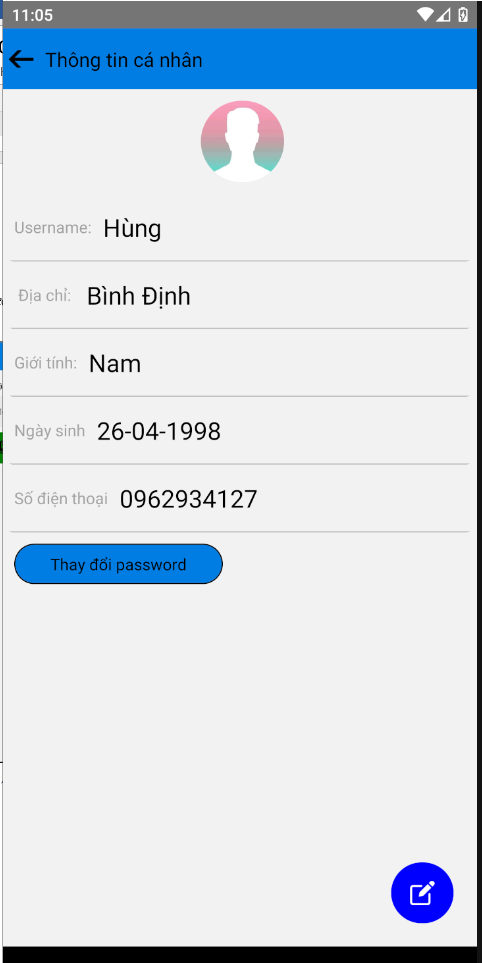 11:05
Thông tin cá nhân
Username: Hùng
Địa chỉ: Bình Định
Giới tính: Nam
Ngày sinh 26-04-1998
Số điện thoại 0962934127
Thay đổi password